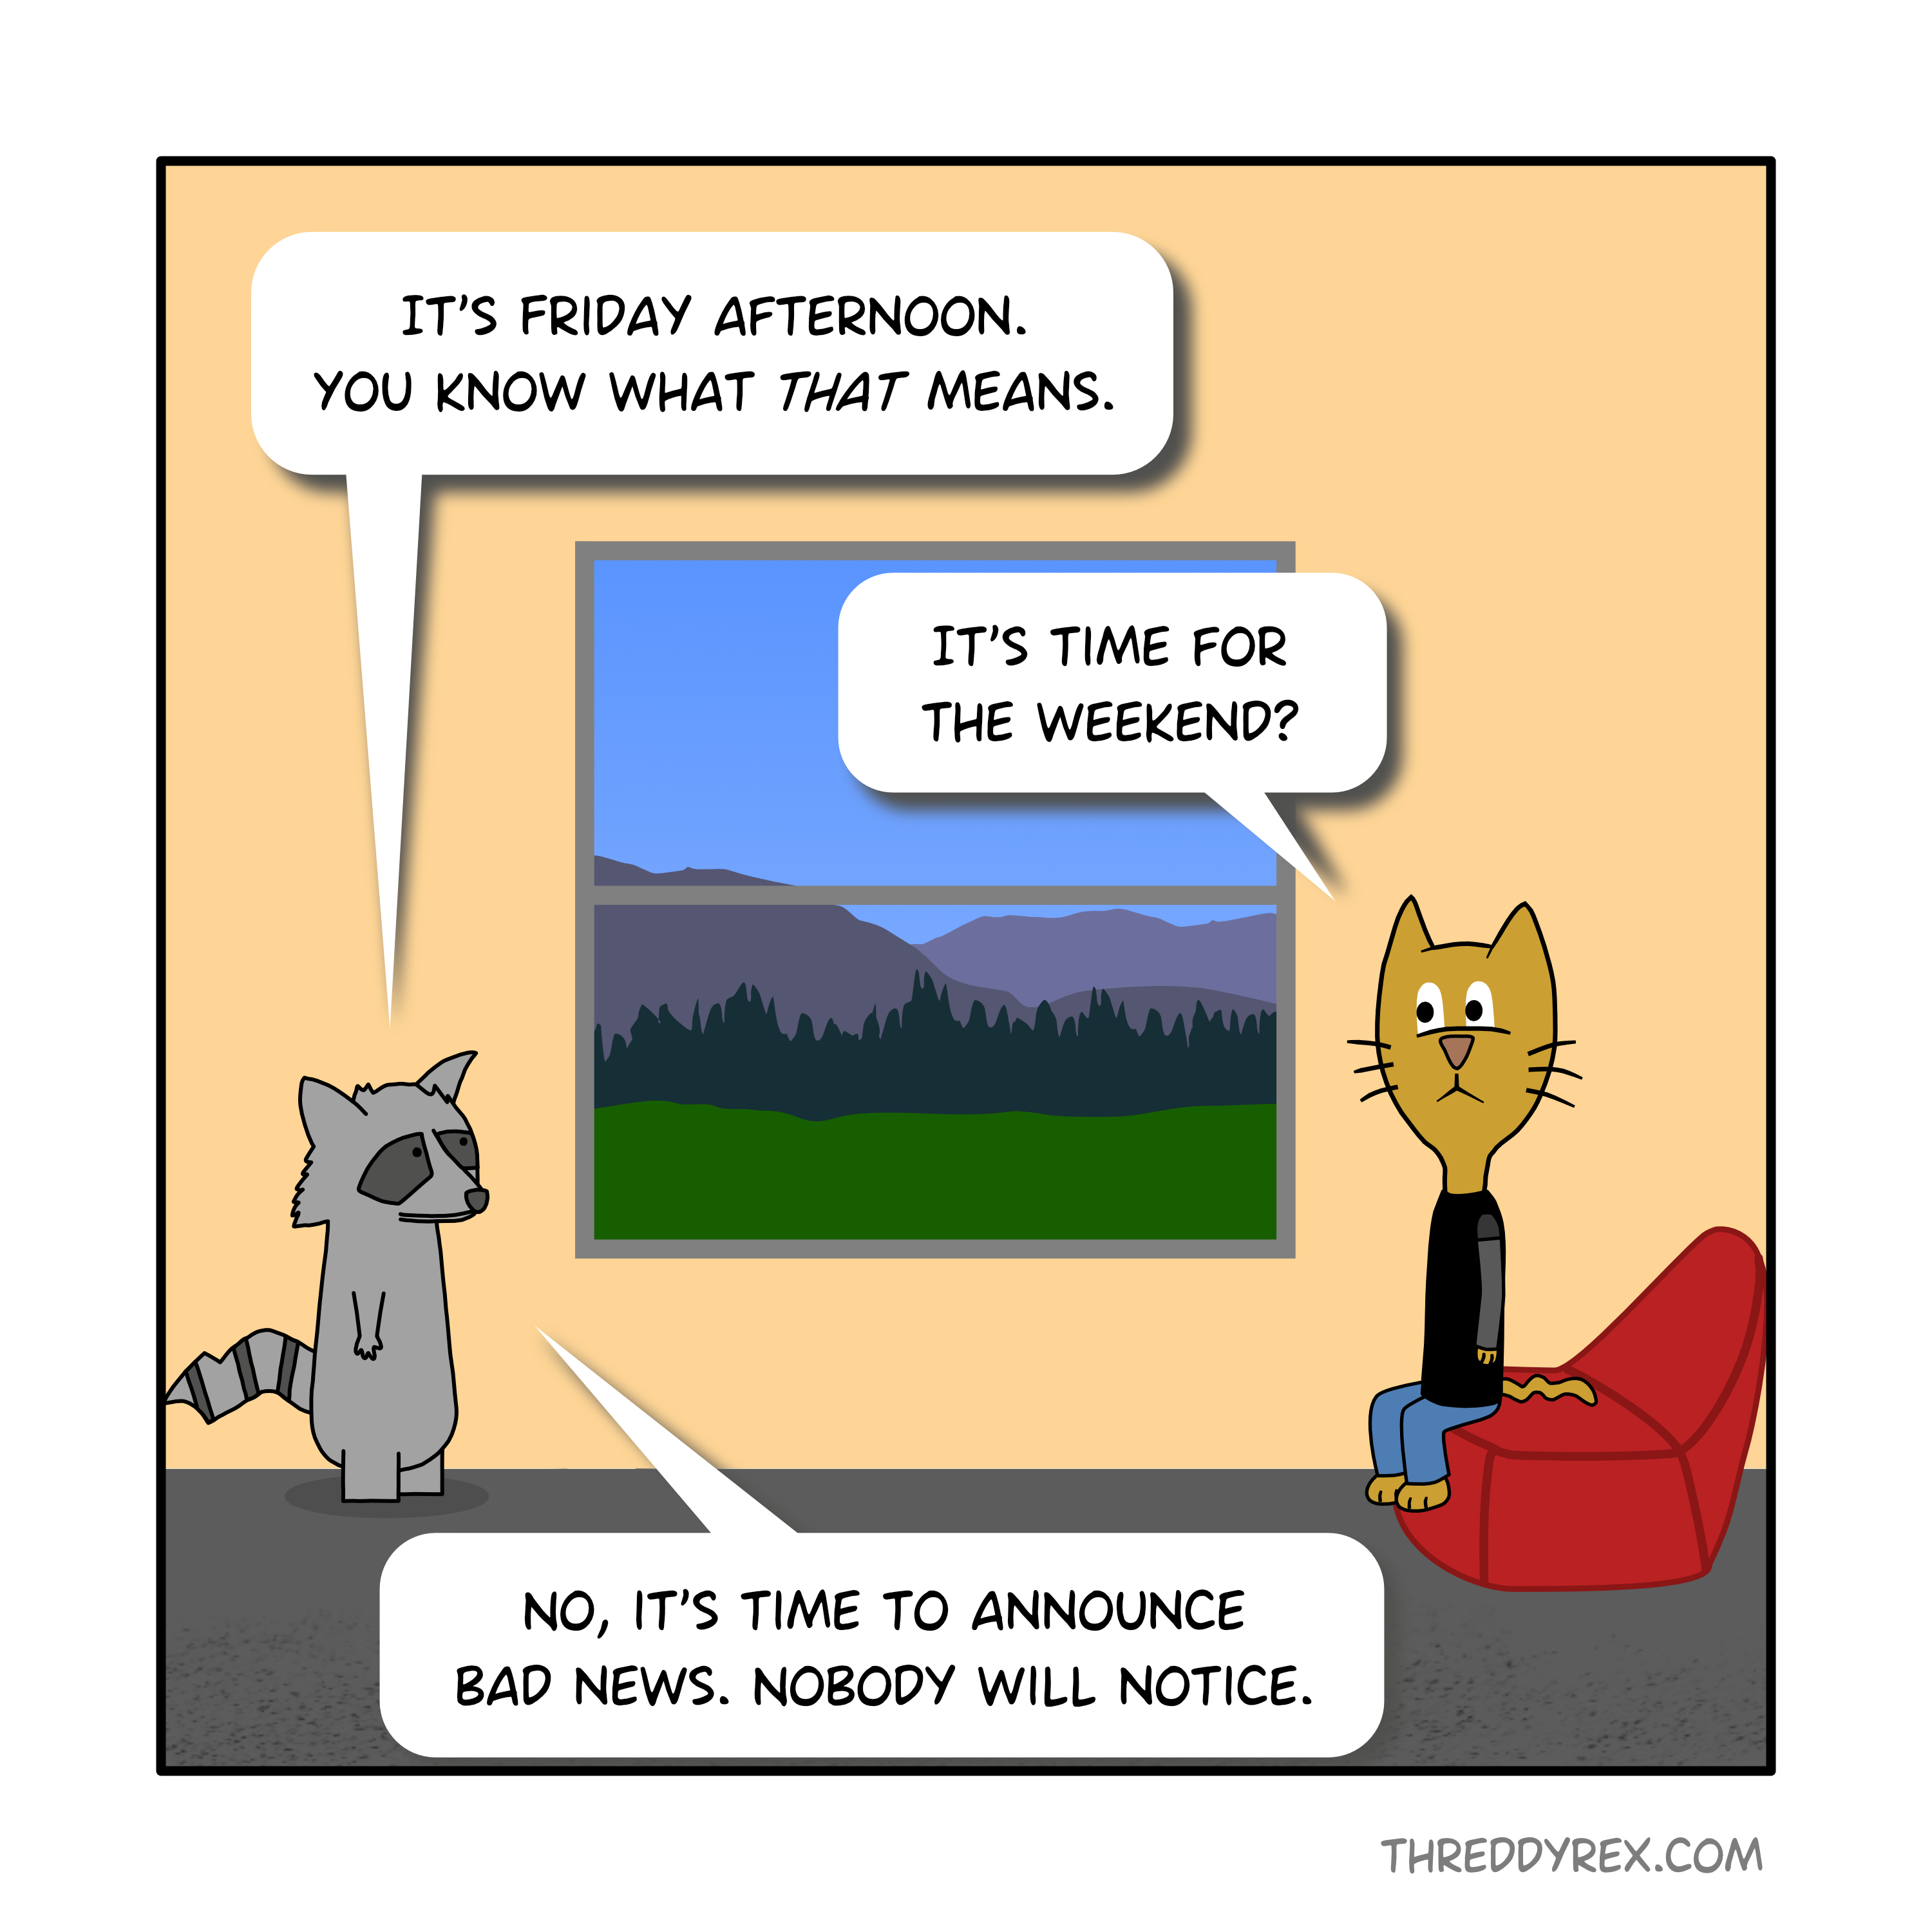 IT'S FRIDAY AFTERNOON.
YOU KNOW WHAT THAT MEANS.
IT'S TIME FOR
THE WEEKEND?
NO, IT'S TIME TO ANNOUNCE
BAD NEWS. NOBODY WILL NOTICE.
THREDDYREX.COM